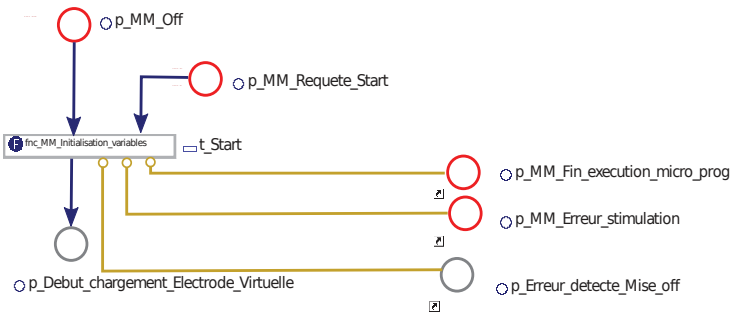 p_MM_Off
p_MM_Requete_Start
F fnc_MM_Initialisation_variables
t_Start
p_MM_Fin_execution_micro_prog
p_MM_Erreur_stimulation
p_Debut_chargement_Electrode_Virtuelle
p_Erreur_detecte_Mise_off